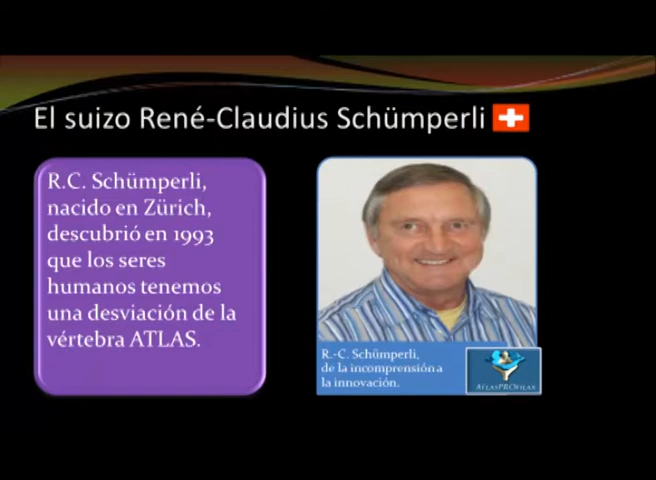 El suizo René-Claudius Schümperli
R.C. Schümperli,
nacido en Zürich,
descubrió en 1993
que los seres
humanos tenemos
una desviación de la
vértebra ATLAS.
R.-C. Schümperli,
de la incomprensión a
la innovación.
ATLASPROFILAX